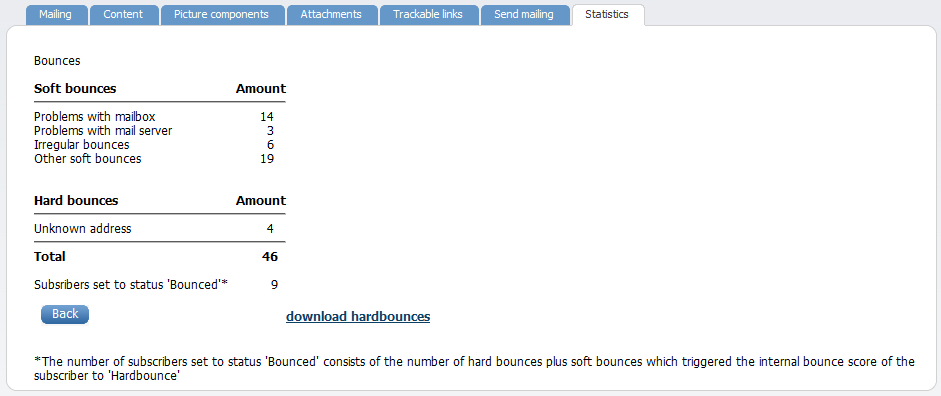 Mailing Content Picture components Attachments Trackable links Send mailing Statistics
Bounces
Soft bounces Amount
Problems with mailbox 14
Problems with mail server 3
Irregular bounces 6
Other soft bounces 19
Hard bounces Amount
Unknown address 4
Total 46
Subsribers set to status 'Bounced'* 9
Back download hardbounces
*The number of subscribers set to status 'Bounced' consists of the number of hard bounces plus soft bounces which triggered the internal bounce score of the
subscriber to 'Hardbounce'